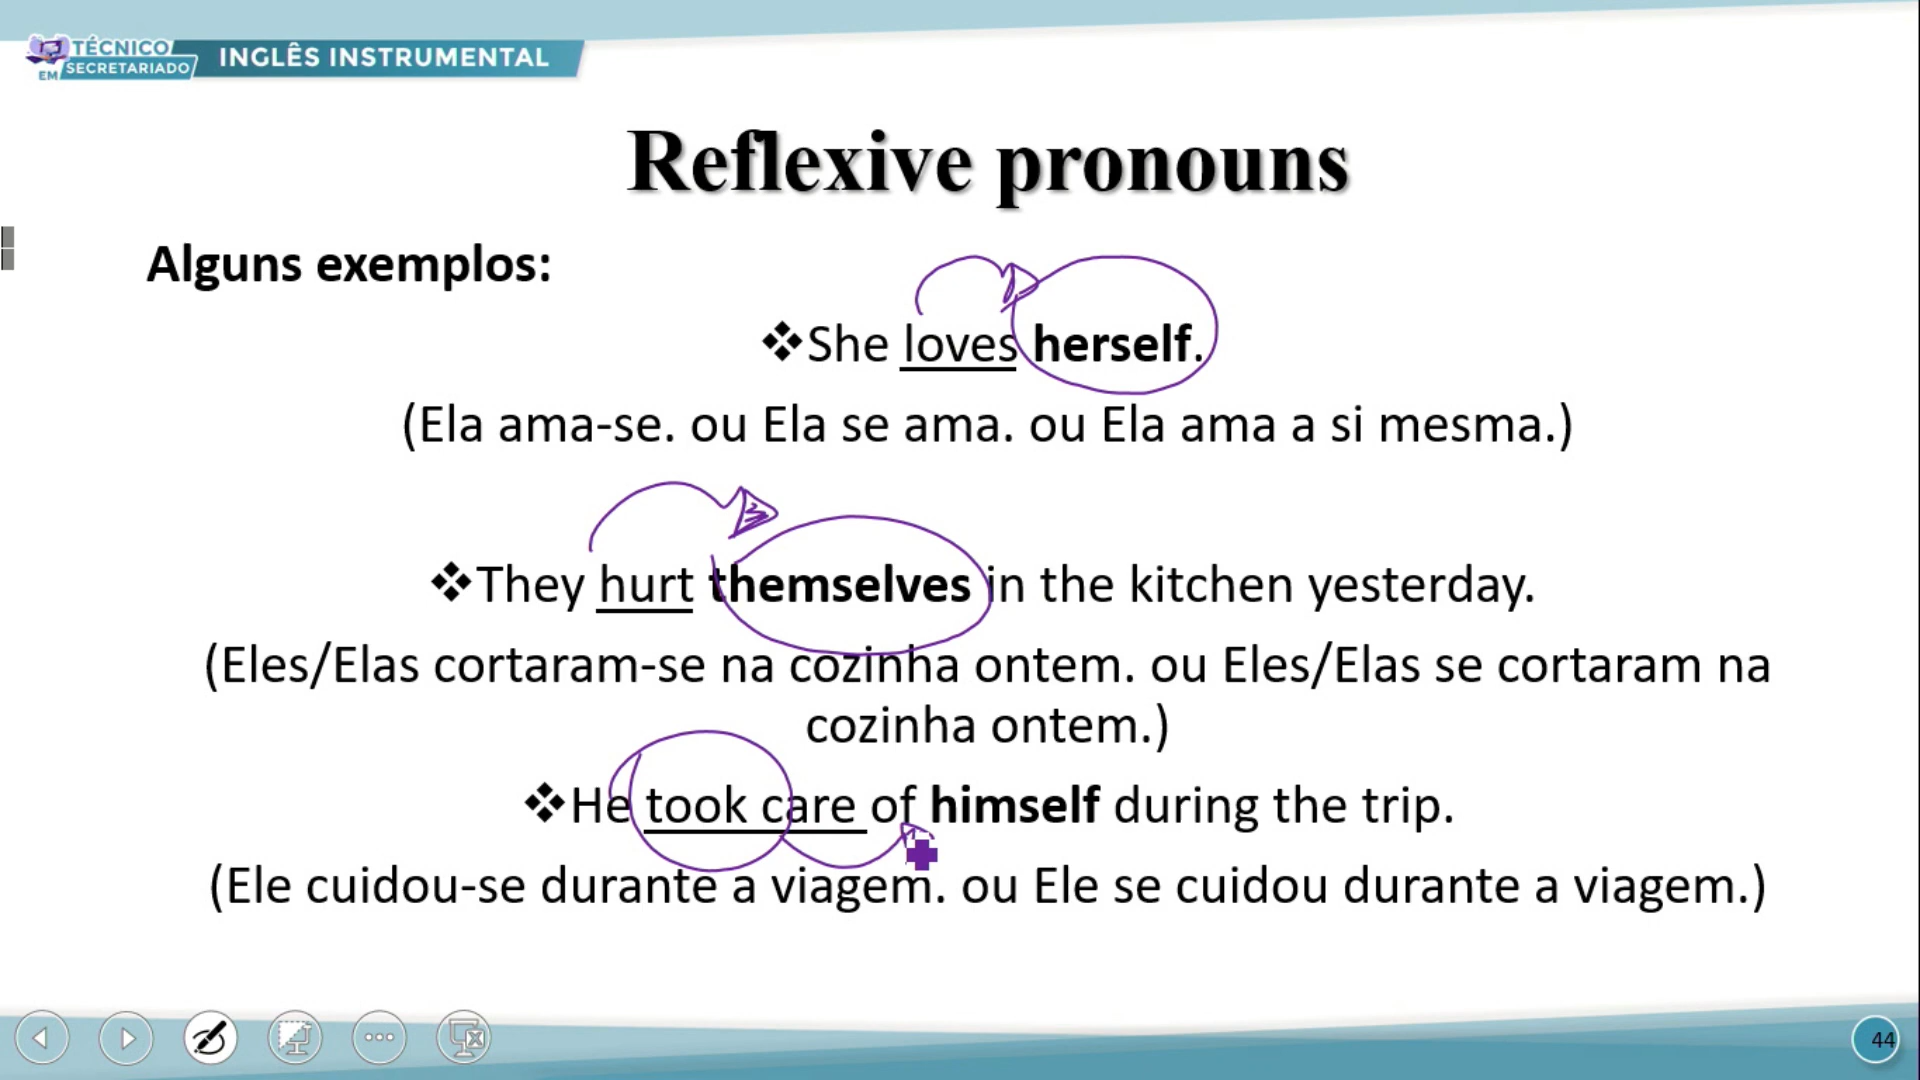 TÉCNICO
EM SECRETARIADO
INGLÊS INSTRUMENTAL
Reflexive pronouns
Alguns exemplos:
❖She loves herself.
(Ela ama-se. ou Ela se ama. ou Ela ama a si mesma.)
❖They hurt themselves in the kitchen yesterday.
(Eles/Elas cortaram-se na cozinha ontem. ou Eles/Elas se cortaram na
cozinha ontem.)
❖He took care of himself during the trip.
(Ele cuidou-se durante a viagem. ou Ele se cuidou durante a viagem.)
44